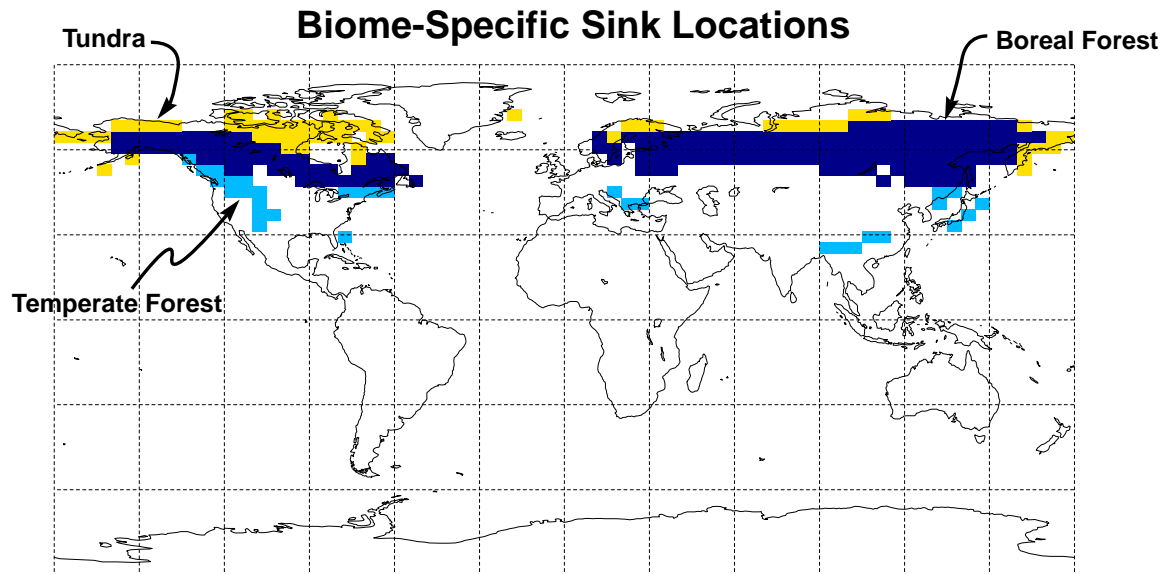 Biome-Specific Sink Locations
Tundra
Boreal Forest
Temperate Forest